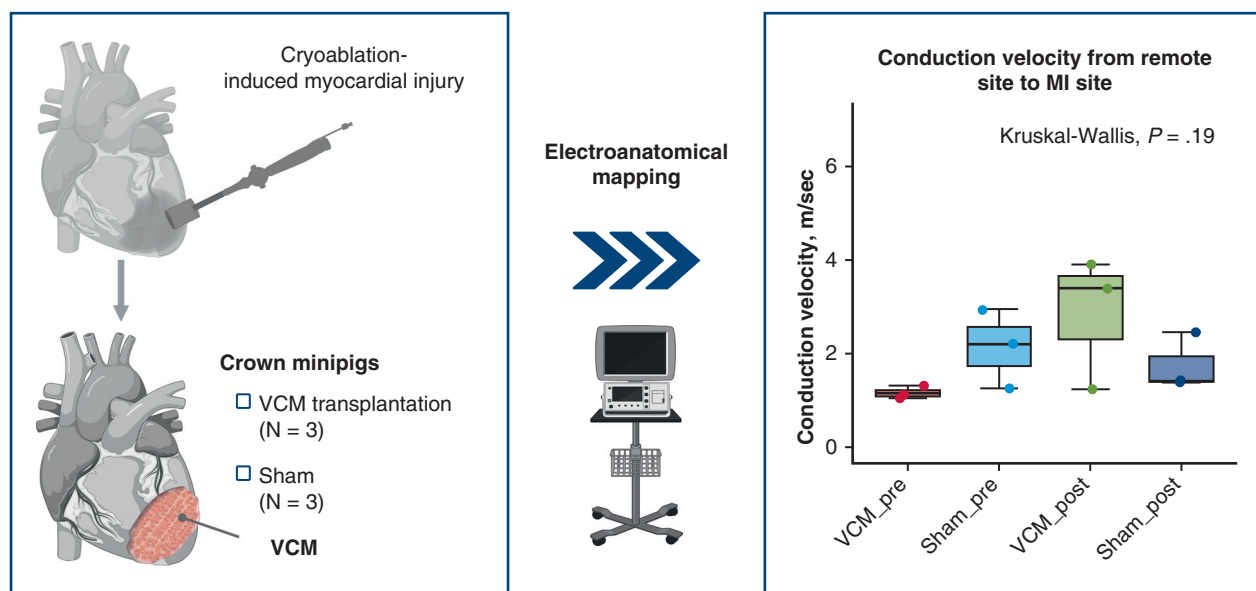 Cryoablation-
induced myocardial injury
Crown minipigs
VCM transplantation
(N = 3)
Sham
(N = 3)
VCM
Electroanatomical
mapping
Conduction velocity from remote
site to MI site
Kruskal-Wallis, P = .19
Conduction velocity, m/sec
6
4
2
0
VCM_pre
Sham_pre
VCM_post
Sham_post